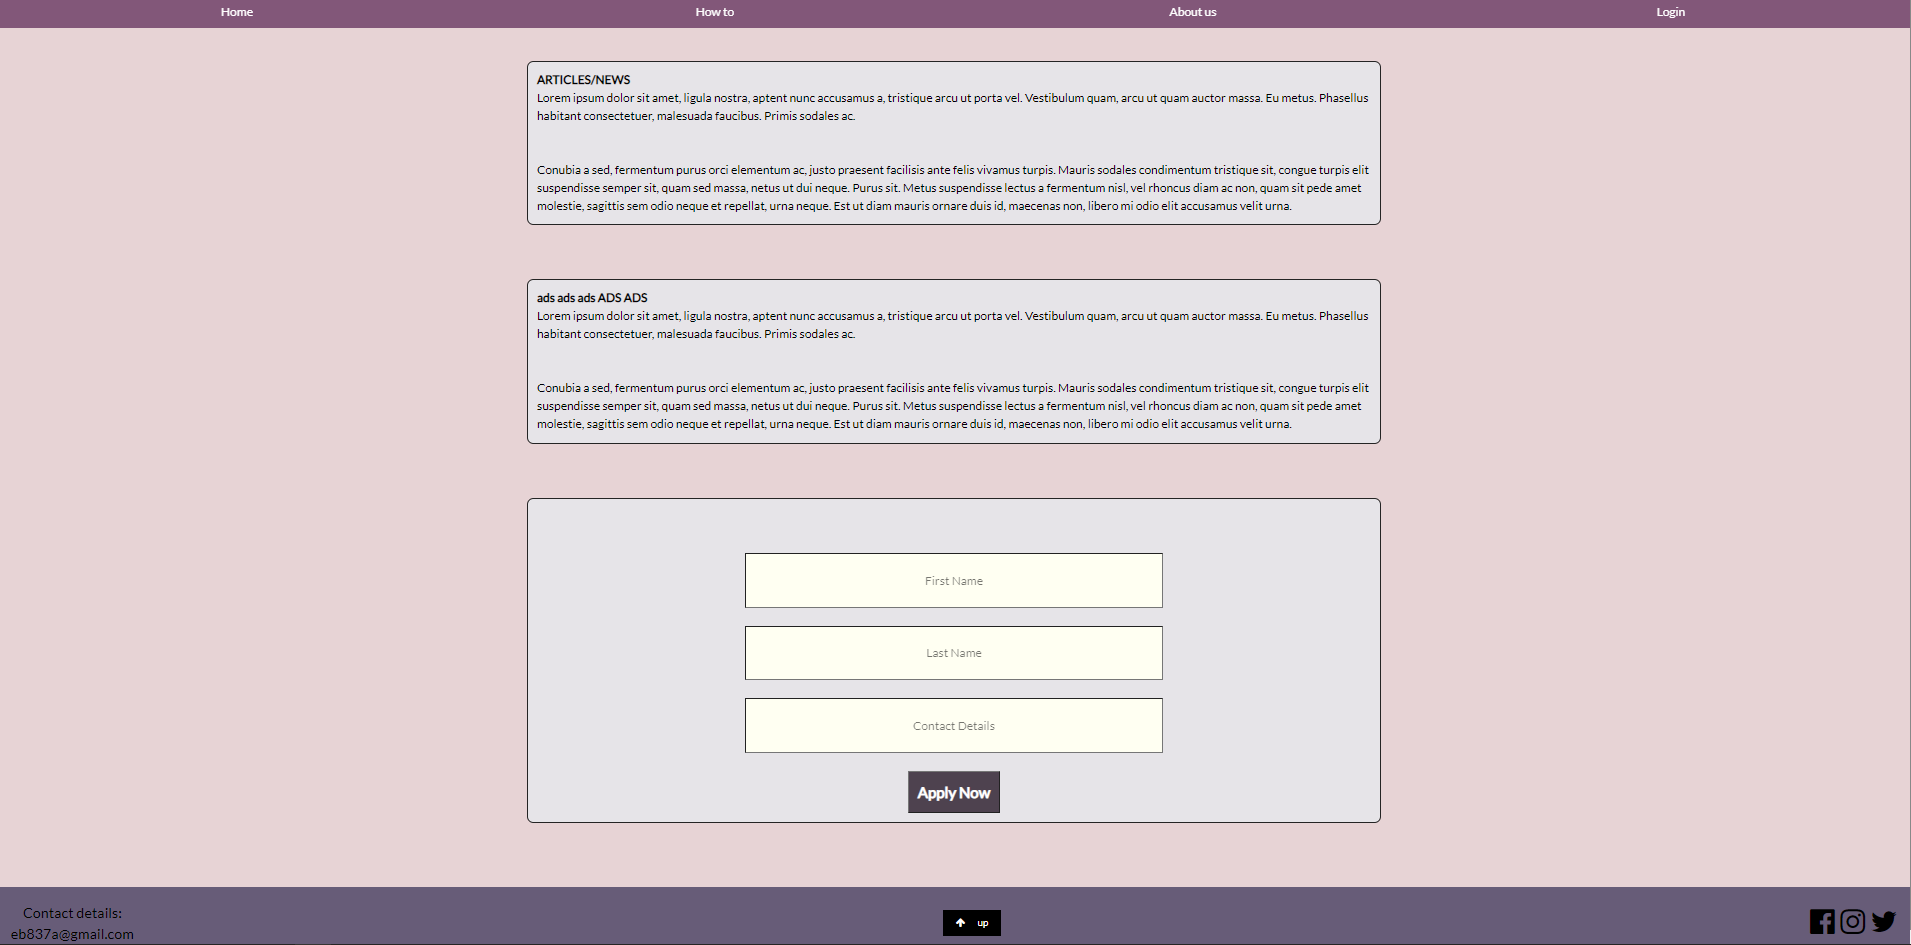 Home How to About us Login
ARTICLES/NEWS
Lorem ipsum dolor sit amet, ligula nostra, aptent nunc accusamus a, tristique arcu ut porta vel. Vestibulum quam, arcu ut quam auctor massa. Eu metus. Phasellus
habitant consectetuer, malesuada faucibus. Primis sodales ac.
Conubia a sed, fermentum purus orci elementum ac, justo praesent facilisis ante felis vivamus turpis. Mauris sodales condimentum tristique sit, congue turpis elit
suspendisse semper sit, quam sed massa, netus ut dui neque. Purus sit. Metus suspendisse lectus a fermentum nisl, vel rhoncus diam ac non, quam sit pede amet
molestie, sagittis sem odio neque et repellat, urna neque. Est ut diam mauris ornare duis id, maecenas non, libero mi odio elit accusamus velit urna.
ads ads ads ADS ADS
Lorem ipsum dolor sit amet, ligula nostra, aptent nunc accusamus a, tristique arcu ut porta vel. Vestibulum quam, arcu ut quam auctor massa. Eu metus. Phasellus
habitant consectetuer, malesuada faucibus. Primis sodales ac.
Conubia a sed, fermentum purus orci elementum ac, justo praesent facilisis ante felis vivamus turpis. Mauris sodales condimentum tristique sit, congue turpis elit
suspendisse semper sit, quam sed massa, netus ut dui neque. Purus sit. Metus suspendisse lectus a fermentum nisl, vel rhoncus diam ac non, quam sit pede amet
molestie, sagittis sem odio neque et repellat, urna neque. Est ut diam mauris ornare duis id, maecenas non, libero mi odio elit accusamus velit urna.
First Name
Last Name
Contact Details
Apply Now
Contact details:
eb837a@gmail.com
up